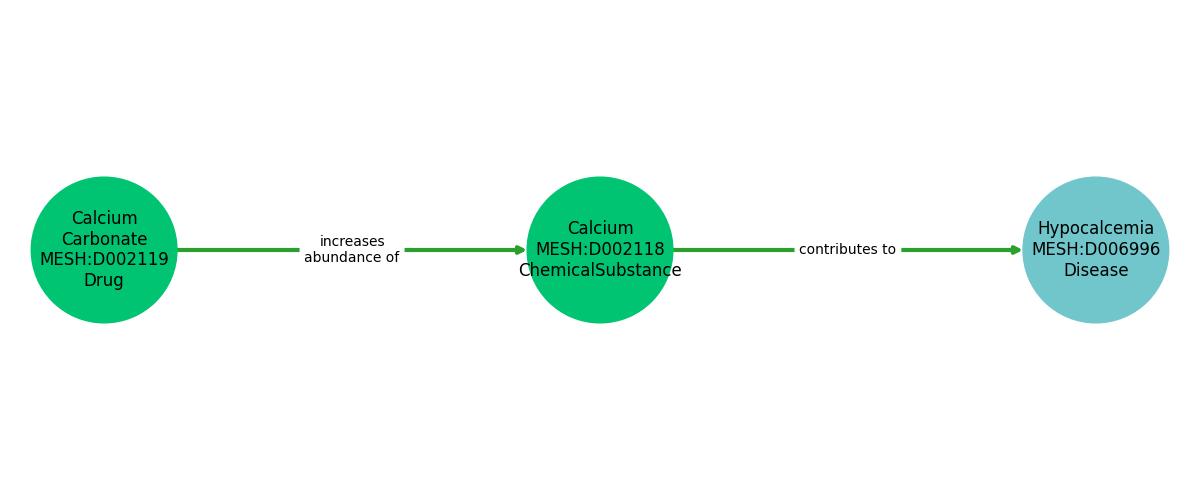 Calcium
Carbonate
MESH:D002119
Drug
increases
abundance of
Calcium
MESH:D002118
ChemicalSubstance
contributes to
Hypocalcemia
MESH:D006996
Disease